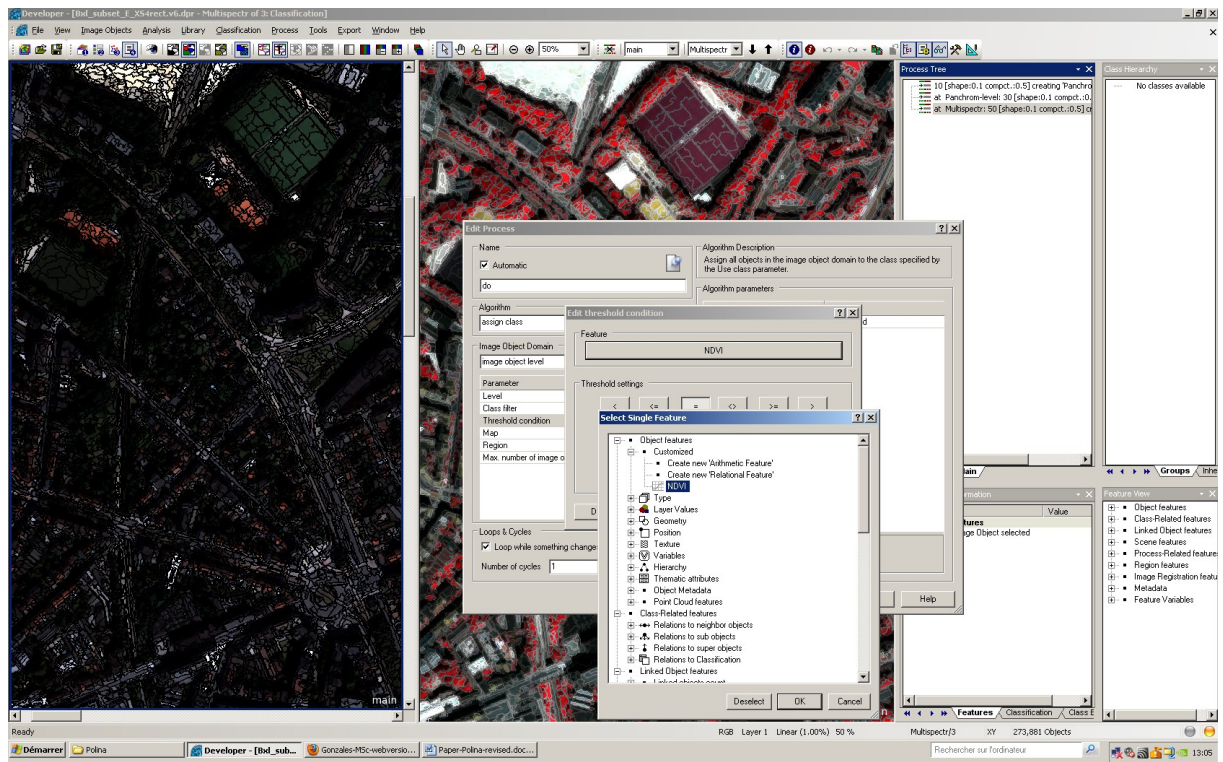 Developer - [Bxl_subset_E_XS4rect.v6.dpr - Multispectr of 3: Classification]
File View Image Objects Analysis Library Classification Process Tools Export Window Help
50% main Multispectr
Process Tree
10 [shape:0.1 compct.:0.5] creating 'Panchro
at Panchrom-level: 30 [shape:0.1 compct.:0.
at Multispectr: 50 [shape:0.1 compct.:0.5] cr
Class Hierarchy
No classes available
Edit Process
Name
Automatic
do
Algorithm
assign class
Algorithm Description
Assign all objects in the image object domain to the class specified by
the Use class parameter.
Algorithm parameters
Image Object Domain
image object level
Parameter
Level
Class filter
Threshold condition
Map
Region
Max. number of image o
Loops & Cycles
Loop while something changes
Number of cycles 1
Help
Edit threshold condition
Feature
NDVI
Threshold settings
< <= = <> >= >
Select Single Feature
Object features
Customized
Create new 'Arithmetic Feature'
Create new 'Relational Feature'
NDVI
Type
Layer Values
Geometry
Position
Texture
Variables
Hierarchy
Thematic attributes
Object Metadata
Point Cloud features
Class-Related features
Relations to neighbor objects
Relations to sub objects
Relations to super objects
Relations to Classification
Linked Object features
Linked objects count
Deselect OK Cancel
Groups Inhe
Value
Features Classification Class E
Feature View
Object features
Class-Related features
Linked Object features
Scene features
Process-Related feature
Region features
Image Registration featu
Metadata
Feature Variables
main
Ready
RGB Layer 1 Linear (1.00%) 50 % Multispectr/3 XY 273,881 Objects
Démarrer Polina Developer - [Bxl_sub... Gonzales-MSc-webversio... Paper-Polina-revised.doc... Rechercher sur l'ordinateur 13:05